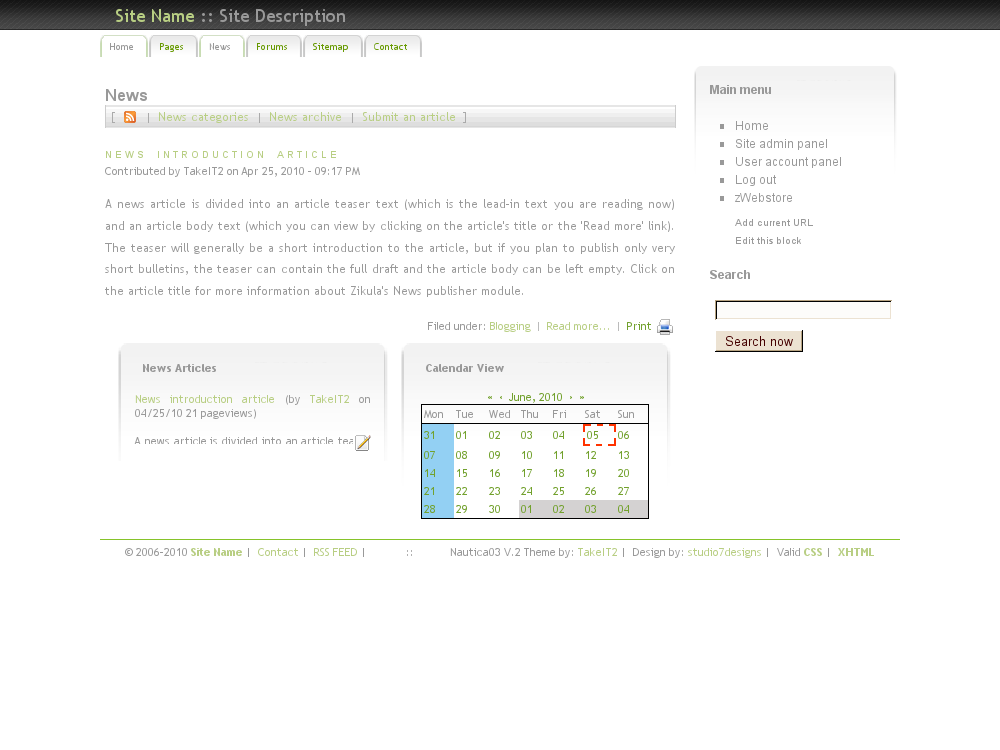 Site Name :: Site Description
Home Pages News Forums Sitemap Contact
News
[ | News categories | News archive | Submit an article ]
NEWS INTRODUCTION ARTICLE
Contributed by TakeIT2 on Apr 25, 2010 - 09:17 PM
A news article is divided into an article teaser text (which is the lead-in text you are reading now)
and an article body text (which you can view by clicking on the article's title or the 'Read more' link).
The teaser will generally be a short introduction to the article, but if you plan to publish only very
short bulletins, the teaser can contain the full draft and the article body can be left empty. Click on
the article title for more information about Zikula's News publisher module.
Filed under: Blogging | Read more... | Print
News Articles
News introduction article (by TakeIT2 on
04/25/10 21 pageviews)
A news article is divided into an article tea
Calendar View
« · June, 2010 · »
Mon Tue Wed Thu Fri Sat Sun
31 01 02 03 04 05 06
07 08 09 10 11 12 13
14 15 16 17 18 19 20
21 22 23 24 25 26 27
28 29 30 01 02 03 04
Main menu
Home
Site admin panel
User account panel
Log out
zWebstore
Add current URL
Edit this block
Search
Search now
© 2006-2010 Site Name | Contact | RSS FEED | :: Nautica03 V.2 Theme by: TakeIT2 | Design by: studio7designs | Valid CSS | XHTML